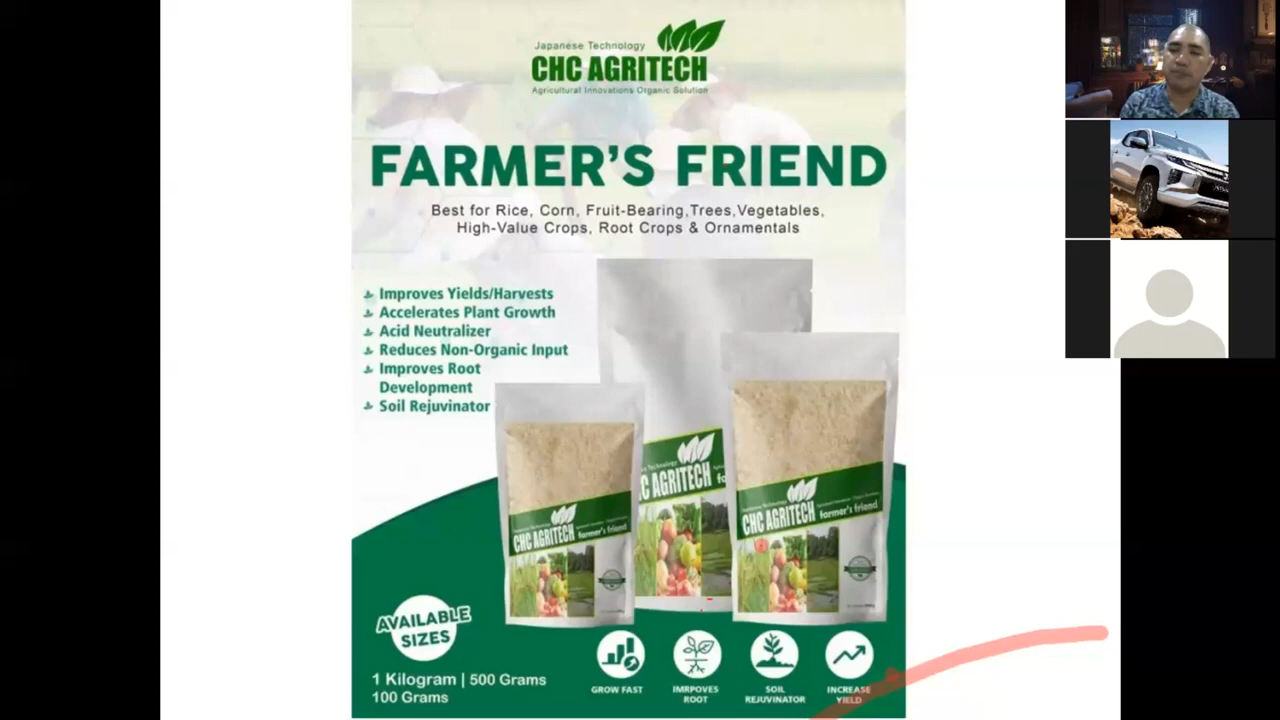 Japanese Technology
CHC AGRITECH
Agricultural Innovations Organic Solution
FARMER'S FRIEND
Best for Rice, Corn, Fruit-Bearing,Trees,Vegetables,
High-Value Crops, Root Crops & Ornamentals
Improves Yields/Harvests
Accelerates Plant Growth
Acid Neutralizer
Reduces Non-Organic Input
Improves Root
Development
Soil Rejuvinator
CHC AGRITECH
farmer's friend
C AGRITECH
CHC AGRITECH
farmer's friend
AVAILABLE
SIZES
1 Kilogram | 500 Grams
100 Grams
GROW FAST
IMRPOVES
ROOT
SOIL
REJUVINATOR
INCREASE
YIELD